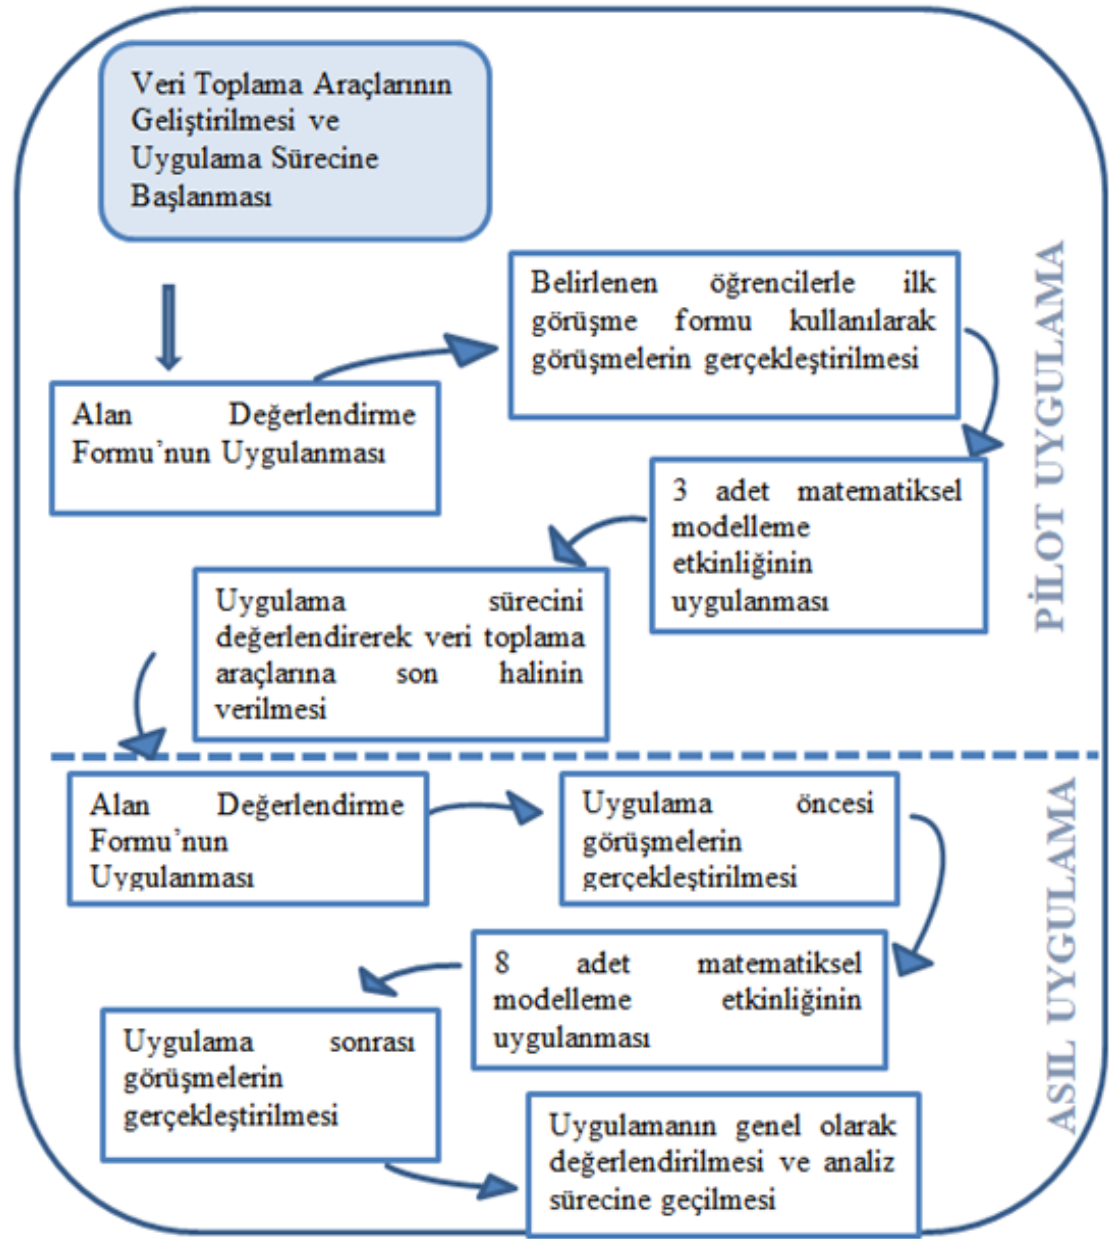 Veri Toplama Araçlarının
Geliştirilmesi ve
Uygulama Sürecine
Başlanması
Belirlenen öğrencilerle ilk
görüşme formu kullanılarak
görüşmelerin gerçekleştirilmesi
Alan Değerlendirme
Formu’nun Uygulanması
3 adet matematiksel
modelleme
etkinliğinin
uygulanması
Uygulama sürecini
değerlendirerek veri toplama
araçlarına son halinin
verilmesi
PİLOT UYGULAMA
Alan Değerlendirme
Formu’nun
Uygulanması
Uygulama öncesi
görüşmelerin
gerçekleştirilmesi
8 adet matematiksel
modelleme etkinliğinin
uygulanması
Uygulama sonrası
görüşmelerin
gerçekleştirilmesi
Uygulamanın genel olarak
değerlendirilmesi ve analiz
sürecine geçilmesi
ASIL UYGULAMA